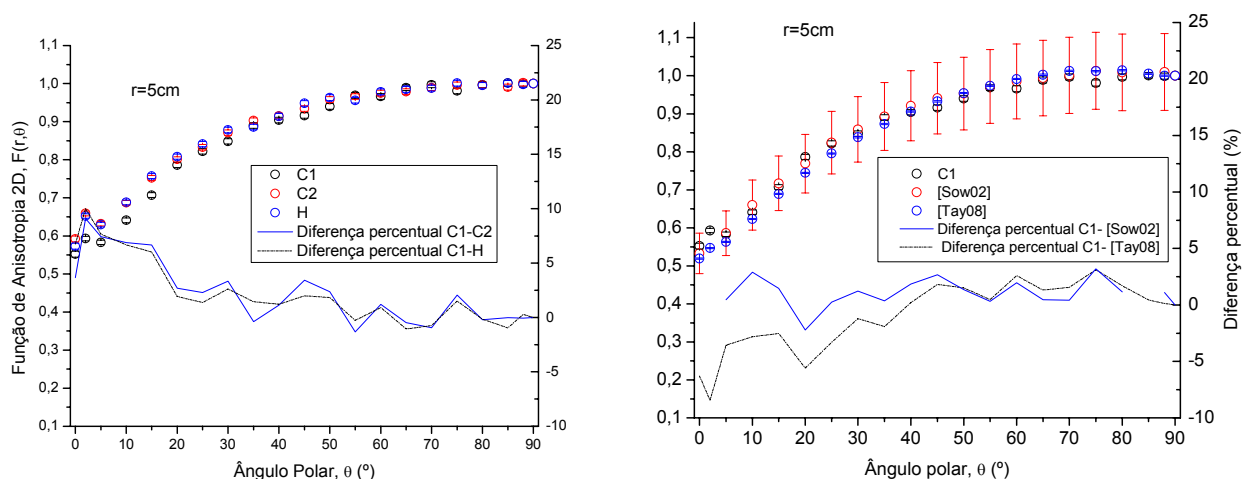 r=5cm
Função de Anisotropia 2D, F(r,θ)
1,1
1,0
0,9
0,8
0,7
0,6
0,5
0,4
0,3
0,2
0,1
25
20
15
10
5
0
-5
-10
C1
C2
H
Diferença percentual C1-C2
Diferença percentual C1-H
0 10 20 30 40 50 60 70 80 90
Ângulo Polar, θ (º)
r=5cm
1,1
1,0
0,9
0,8
0,7
0,6
0,5
0,4
0,3
0,2
0,1
25
20
15
10
5
0
-5
-10
Diferença percentual (%)
C1
[Sow02]
[Tay08]
Diferença percentual C1- [Sow02]
Diferença percentual C1- [Tay08]
0 10 20 30 40 50 60 70 80 90
Ângulo polar, θ (º)